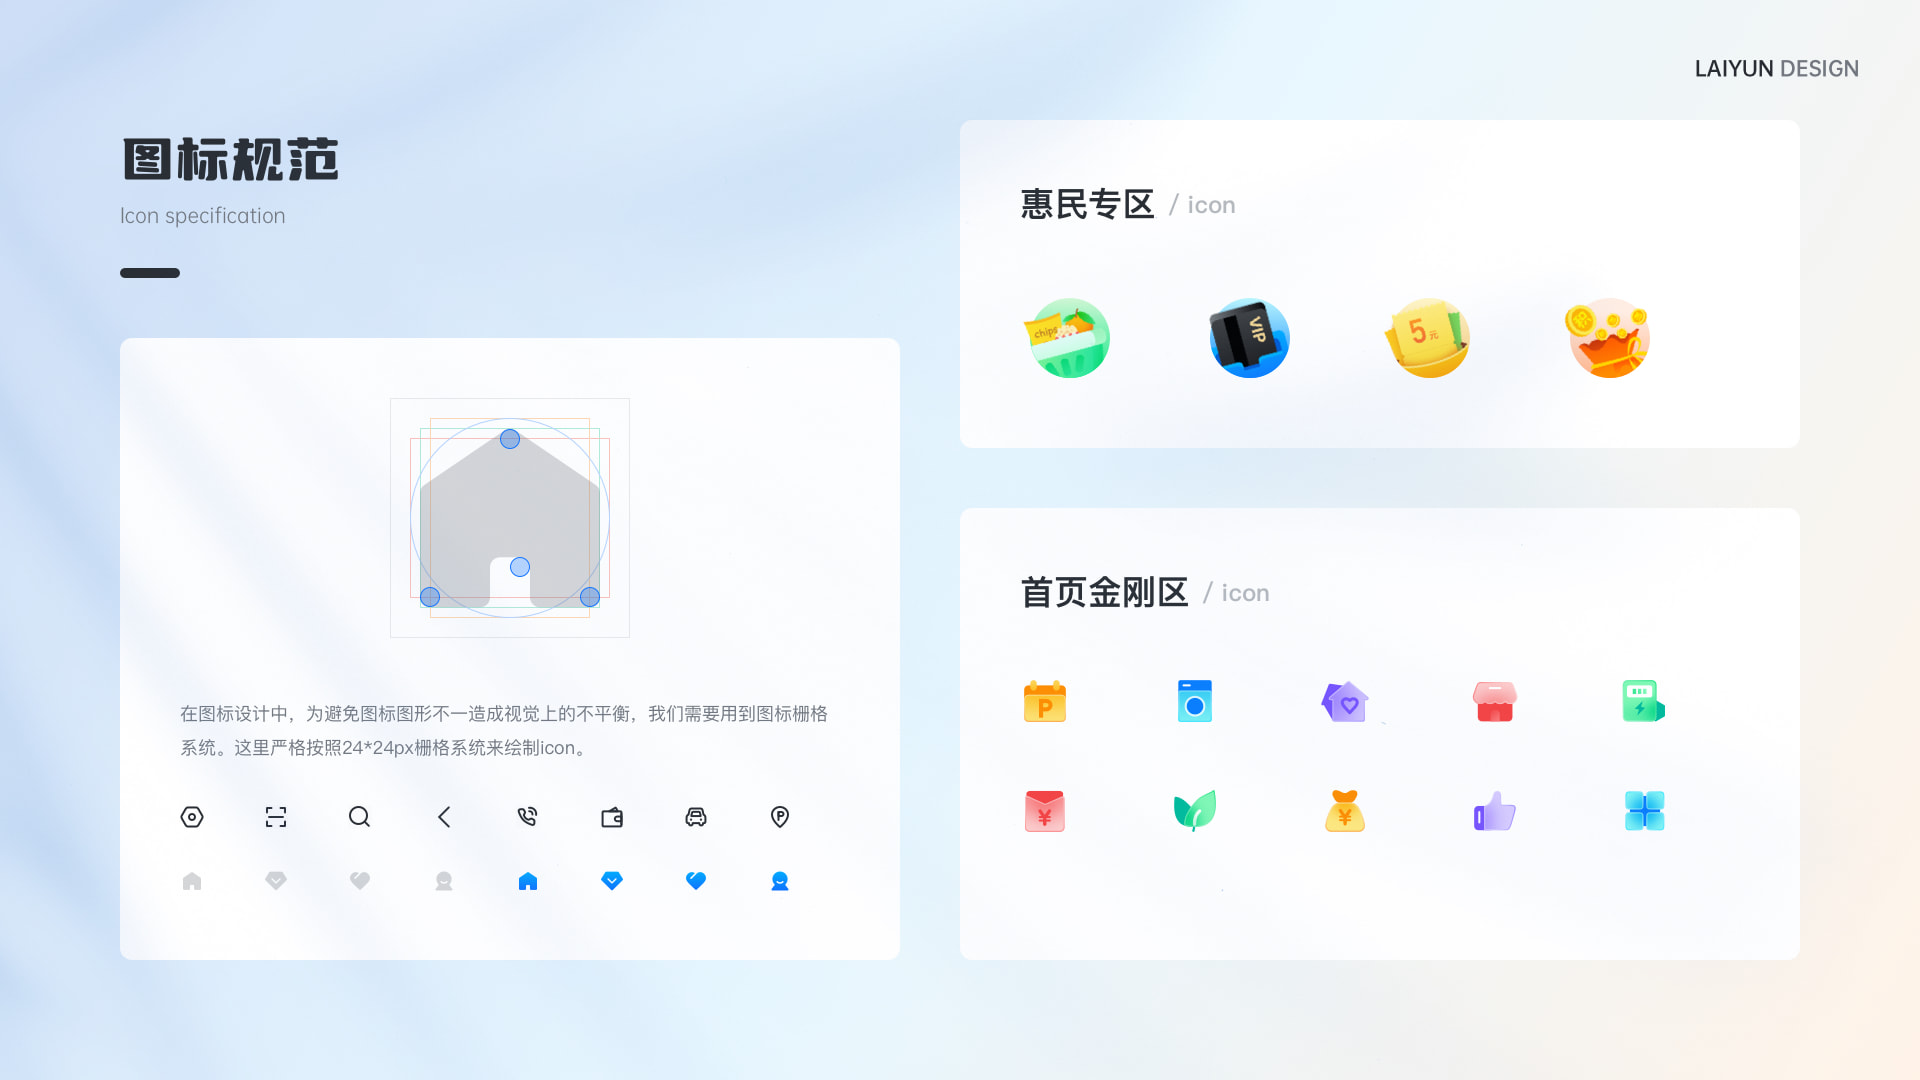 LAIYUN DESIGN
图标规范
Icon specification
在图标设计中，为避免图标图形不一造成视觉上的不平衡，我们需要用到图标栅格
系统。这里严格按照24*24px栅格系统来绘制icon。
P
惠民专区 / icon
chips
VIP
5元
首页金刚区 / icon
P
¥
¥